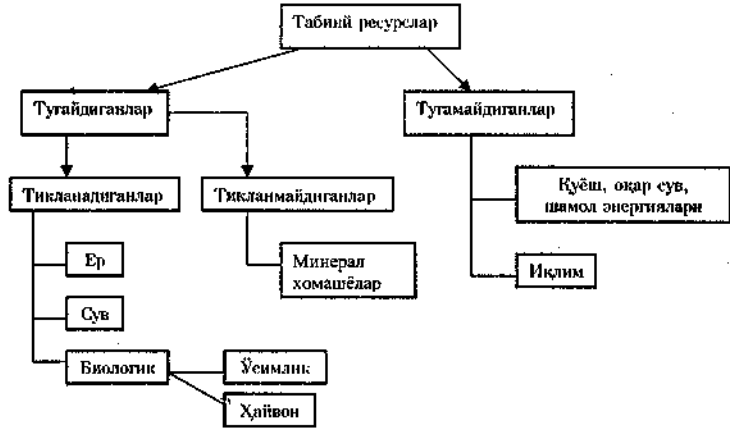 Табиий ресурслар
Тугайдиганлар
Тугамайдиганлар
Тикланадиганлар
Тикланмайдиганлар
Қуёш, оқар сув,
шамол энергиялари
Ер
Минерал
хомашёлар
Иқлим
Сув
Биологик
Ўсимлик
Ҳайвон